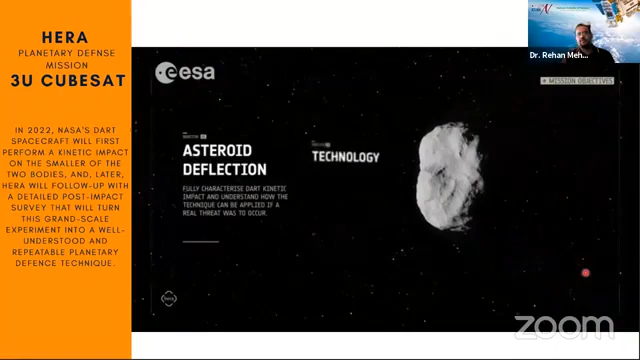 HERA
PLANETARY DEFNSE
MISSION
3U CUBESAT
IN 2022, NASA'S DART
SPACECRAFT WILL FIRST
PERFORM A KINETIC IMPACT
ON THE SMALLER OF THE
TWO BODIES, AND, LATER,
HERA WILL FOLLOW-UP WITH
A DETAILED POST-IMPACT
SURVEY THAT WILL TURN
THIS GRAND-SCALE
EXPERIMENT INTO A WELL-
UNDERSTOOD AND
REPEATABLE PLANETARY
DEFENCE TECHNIQUE.
esa
MISSION OBJECTIVES
ASTEROID
DEFLECTION
FULLY CHARACTERISE DART KINETIC
IMPACT AND UNDERSTAND HOW THE
TECHNIQUE CAN BE APPLIED IF A
REAL THREAT WAS TO OCCUR.
TECHNOLOGY
hera
Dr. Rehan Meh...
zoom